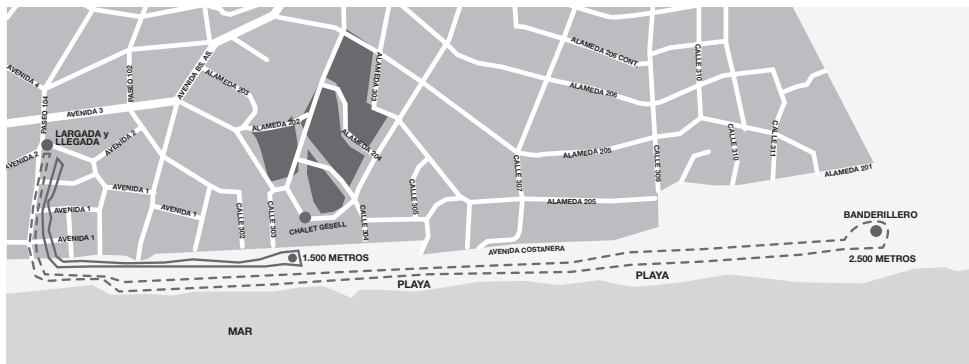 ALAMEDA 206 CONT.
CALLE 310
AVENIDA 4
PASEO 102
AVENIDA BS. AS.
ALAMEDA 203
ALAMEDA 303
ALAMEDA 206
PASEO 104
AVENIDA 3
LARGADA y
LLEGADA
AVENIDA 2
AVENIDA 2
ALAMEDA 202
ALAMEDA 204
ALAMEDA 205
CALLE 307
CALLE 309
CALLE 310
CALLE 311
ALAMEDA 201
AVENIDA 1
AVENIDA 1
AVENIDA 1
AVENIDA 1
CALLE 302
CALLE 303
CHALET GESELL
CALLE 304
CALLE 305
ALAMEDA 205
BANDERILLERO
AVENIDA COSTANERA
1.500 METROS
2.500 METROS
PLAYA
PLAYA
MAR